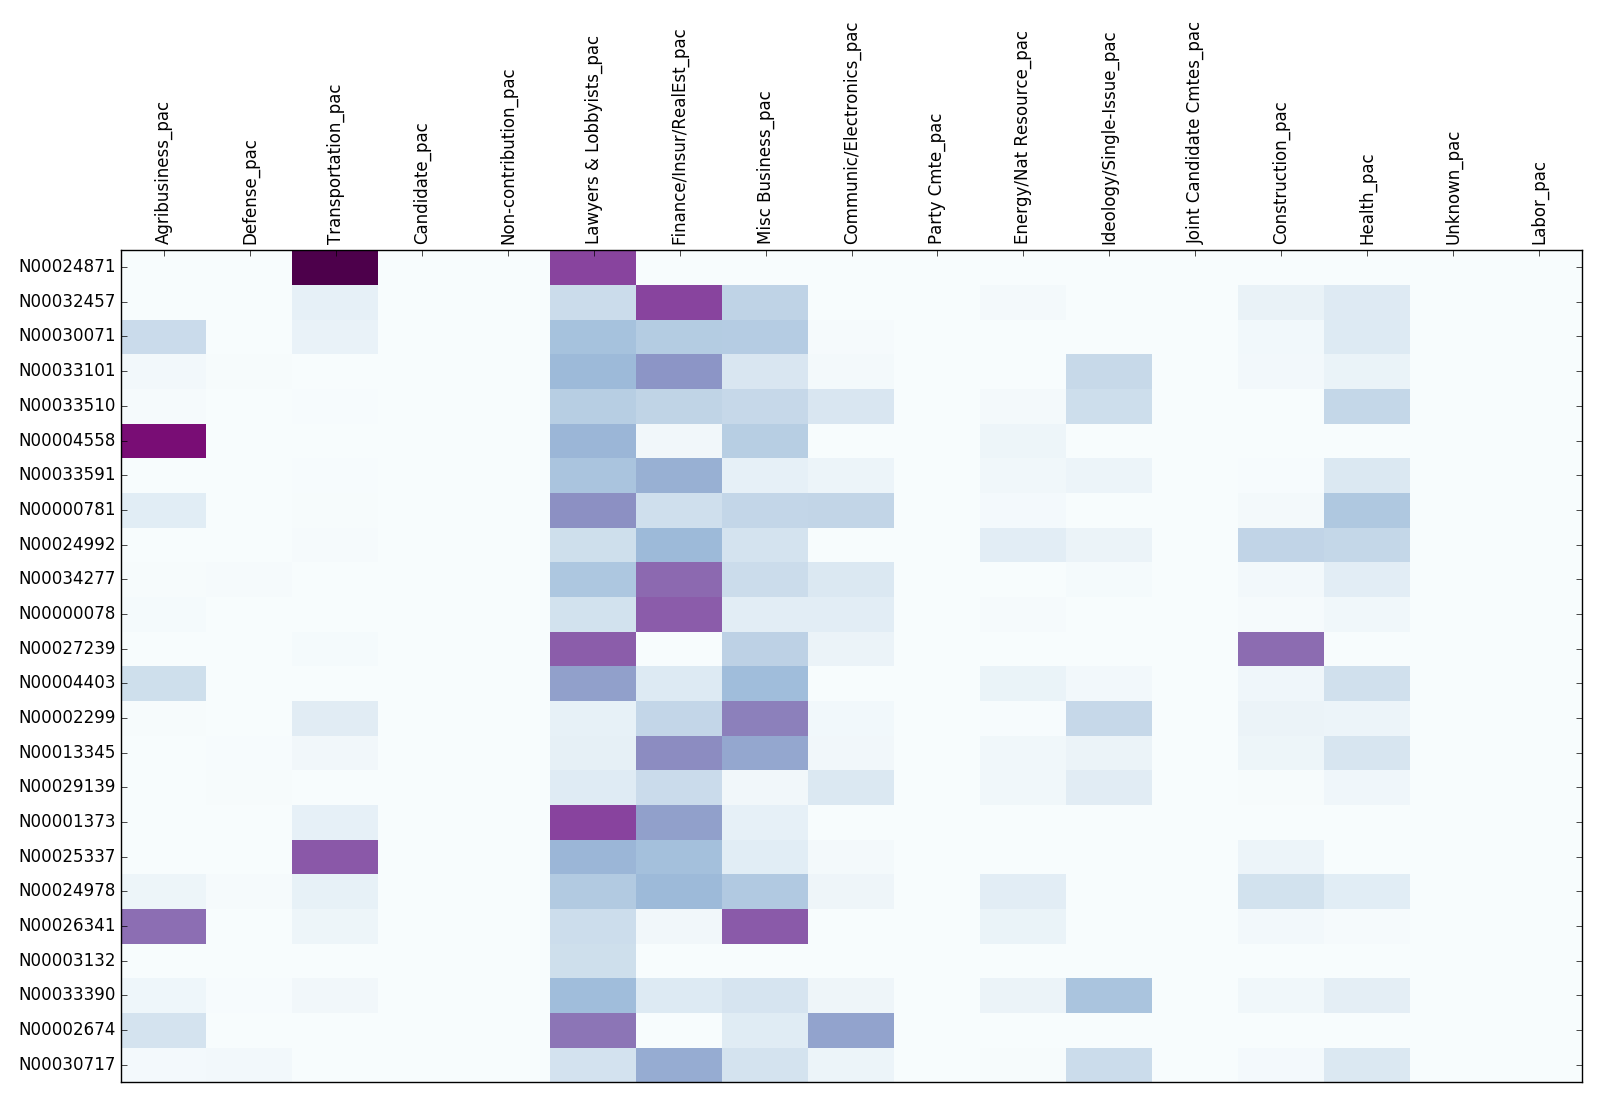 Agribusiness_pac
Defense_pac
Transportation_pac
Candidate_pac
Non-contribution_pac
Lawyers & Lobbyists_pac
Finance/Insur/RealEst_pac
Misc Business_pac
Communic/Electronics_pac
Party Cmte_pac
Energy/Nat Resource_pac
Ideology/Single-Issue_pac
Joint Candidate Cmtes_pac
Construction_pac
Health_pac
Unknown_pac
Labor_pac
N00024871
N00032457
N00030071
N00033101
N00033510
N00004558
N00033591
N00000781
N00024992
N00034277
N00000078
N00027239
N00004403
N00002299
N00013345
N00029139
N00001373
N00025337
N00024978
N00026341
N00003132
N00033390
N00002674
N00030717